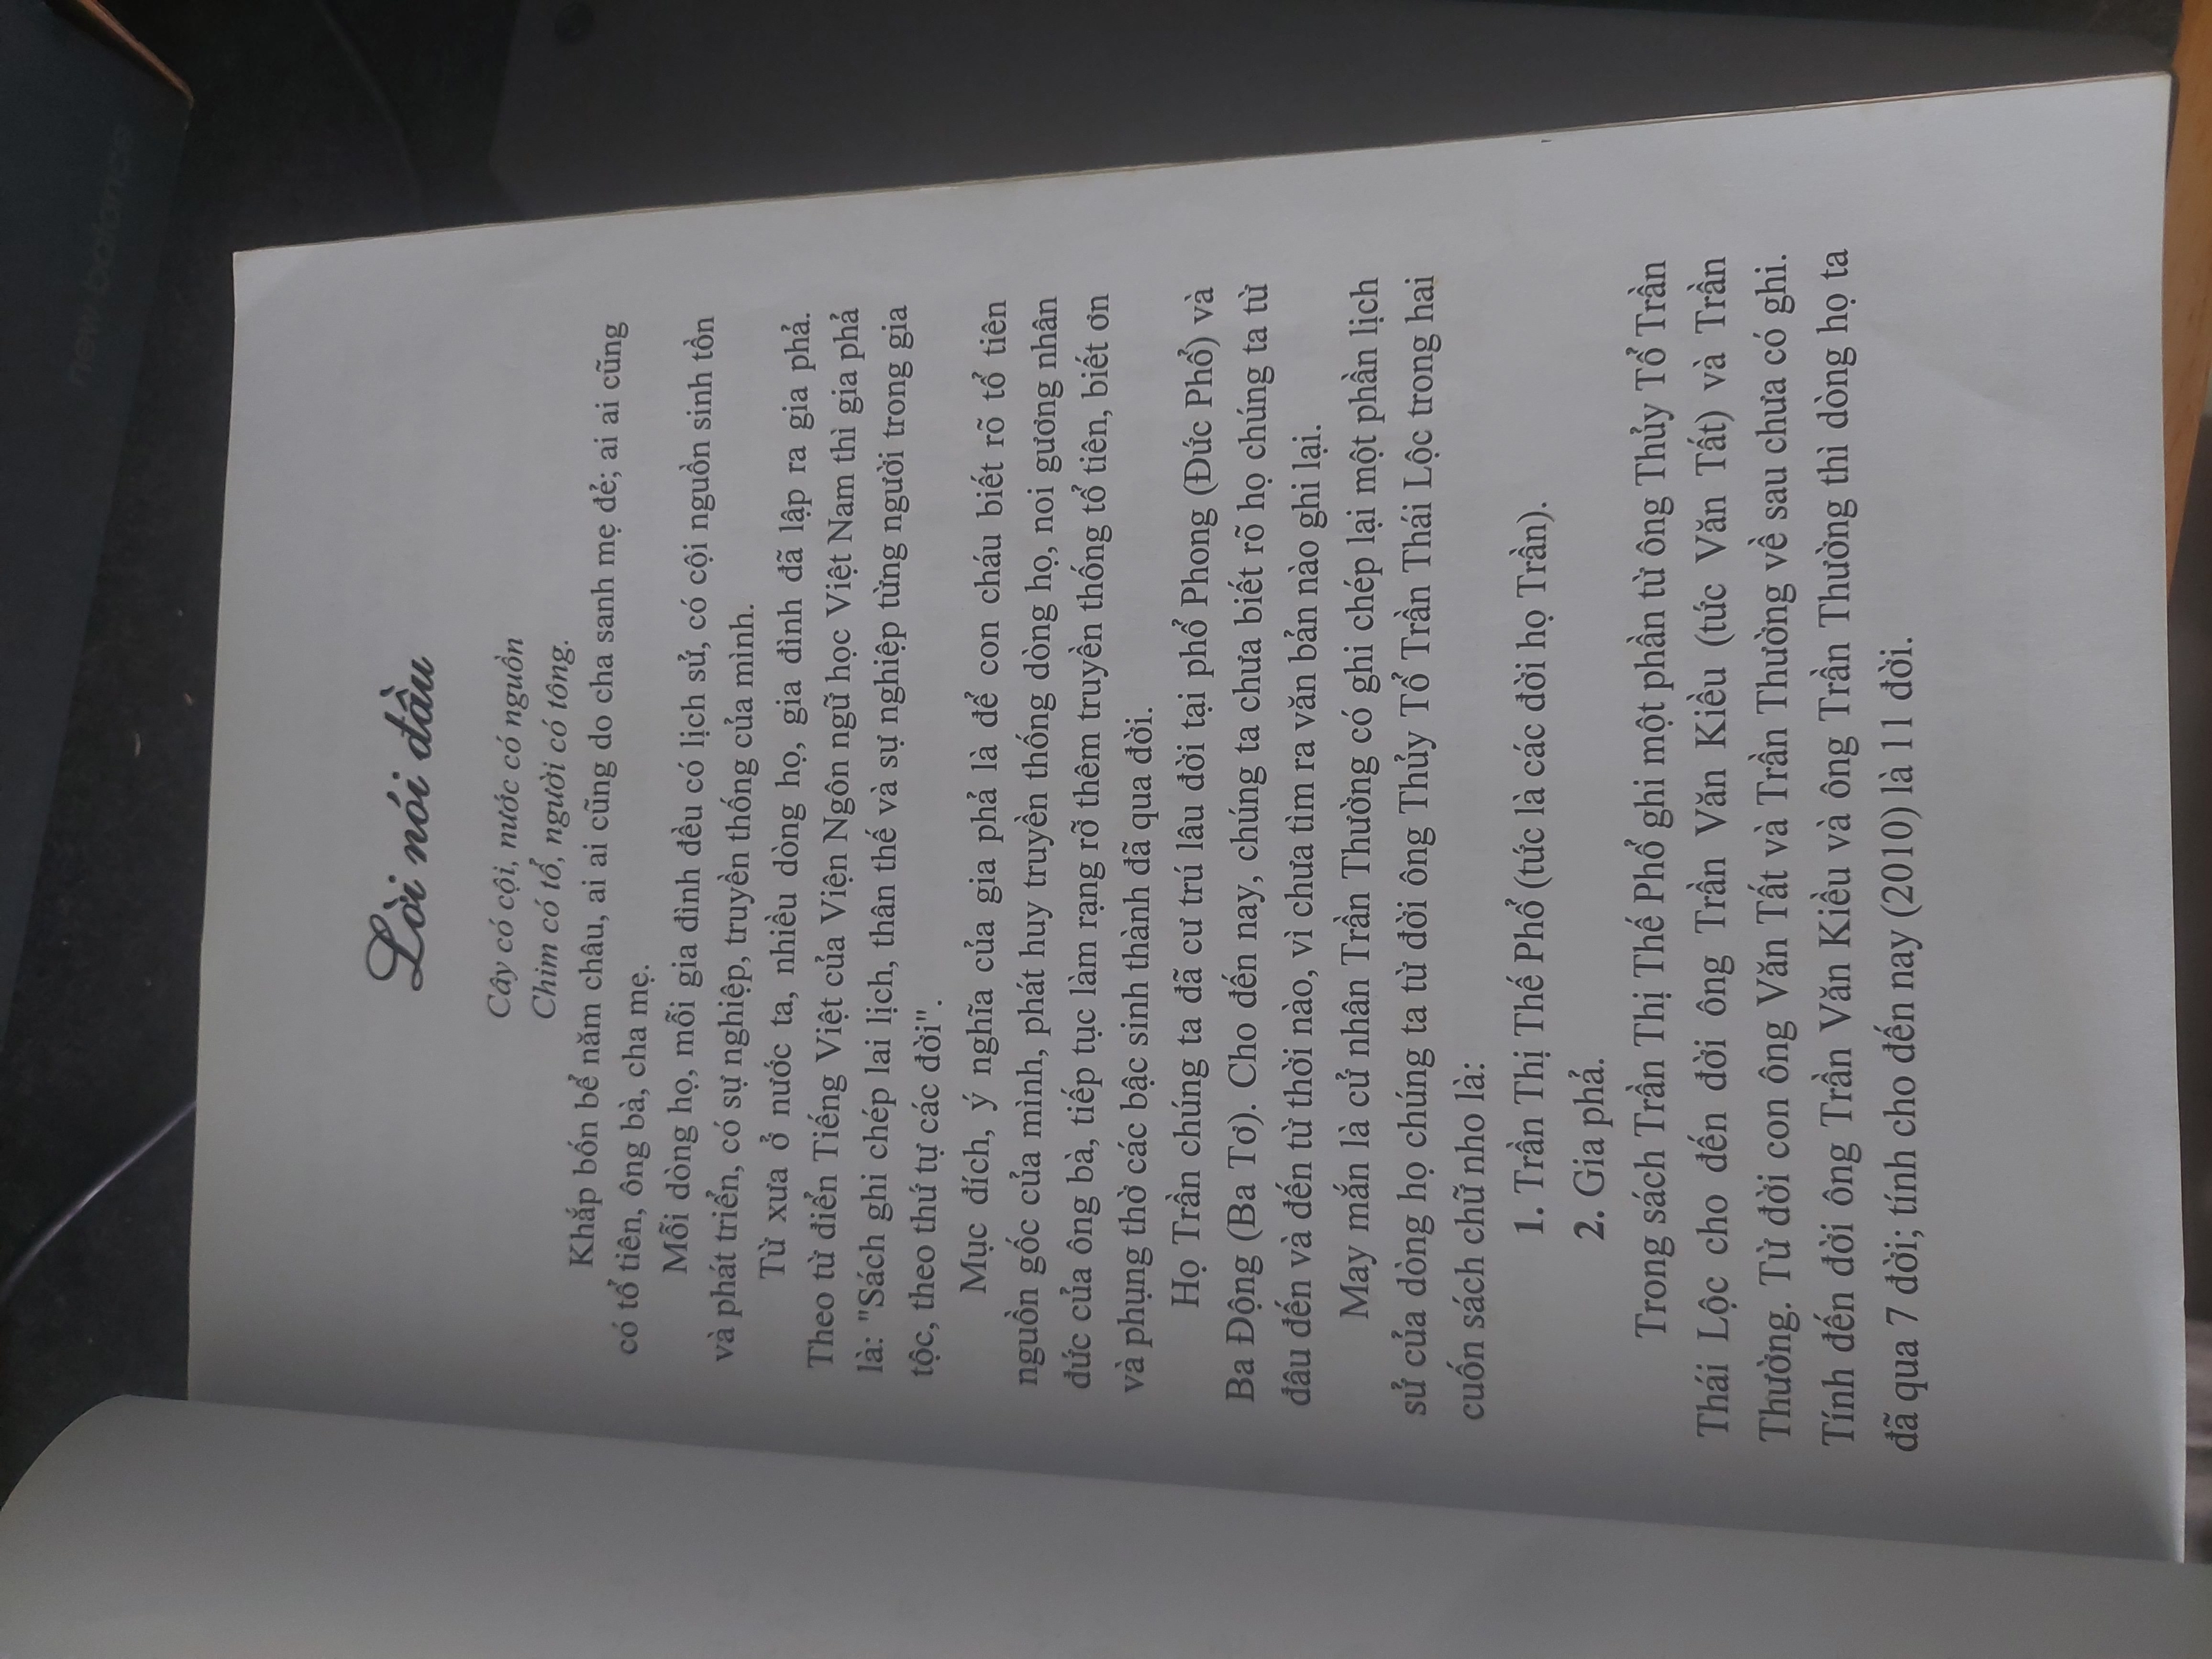 new balance
Lời nói đầu
Cây có cội, nước có nguồn
Chim có tổ, người có tông.
Khắp bốn bể năm châu, ai ai cũng do cha sanh mẹ đẻ; ai ai cũng
có tổ tiên, ông bà, cha mẹ.
Mỗi dòng họ, mỗi gia đình đều có lịch sử, có cội nguồn sinh tồn
và phát triển, có sự nghiệp, truyền thống của mình.
Từ xưa ở nước ta, nhiều dòng họ, gia đình đã lập ra gia phả.
Theo từ điển Tiếng Việt của Viện Ngôn ngữ học Việt Nam thì gia phả
là: "Sách ghi chép lai lịch, thân thế và sự nghiệp từng người trong gia
tộc, theo thứ tự các đời".
Mục đích, ý nghĩa của gia phả là để con cháu biết rõ tổ tiên
nguồn gốc của mình, phát huy truyền thống dòng họ, noi gương nhân
đức của ông bà, tiếp tục làm rạng rỡ thêm truyền thống tổ tiên, biết ơn
và phụng thờ các bậc sinh thành đã qua đời.
Họ Trần chúng ta đã cư trú lâu đời tại phổ Phong (Đức Phổ) và
Ba Động (Ba Tơ). Cho đến nay, chúng ta chưa biết rõ họ chúng ta từ
đâu đến và đến từ thời nào, vì chưa tìm ra văn bản nào ghi lại.
May mắn là cử nhân Trần Thường có ghi chép lại một phần lịch
sử của dòng họ chúng ta từ đời ông Thủy Tổ Trần Thái Lộc trong hai
cuốn sách chữ nho là:
1. Trần Thị Thế Phổ (tức là các đời họ Trần).
2. Gia phả.
Trong sách Trần Thị Thế Phổ ghi một phần từ ông Thủy Tổ Trần
Thái Lộc cho đến đời ông Trần Văn Kiều (tức Văn Tất) và Trần
Thường. Từ đời con ông Văn Tất và Trần Thường về sau chưa có ghi.
Tính đến đời ông Trần Văn Kiều và ông Trần Thường thì dòng họ ta
đã qua 7 đời; tính cho đến nay (2010) là 11 đời.